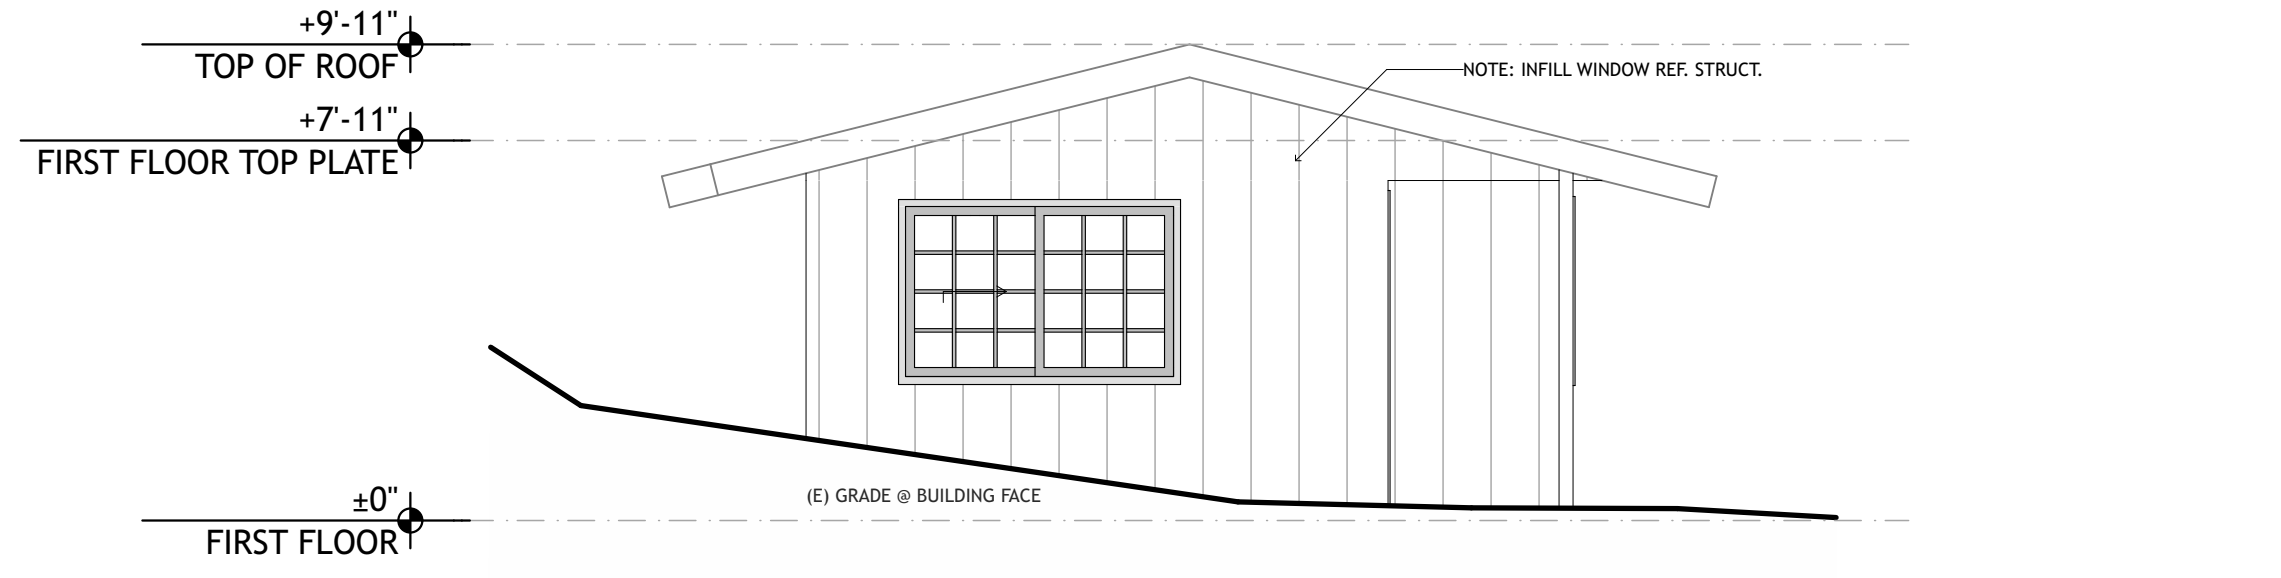 +9'-11"
TOP OF ROOF
NOTE: INFILL WINDOW REF. STRUCT.
+7'-11"
FIRST FLOOR TOP PLATE
(E) GRADE @ BUILDING FACE
±0"
FIRST FLOOR